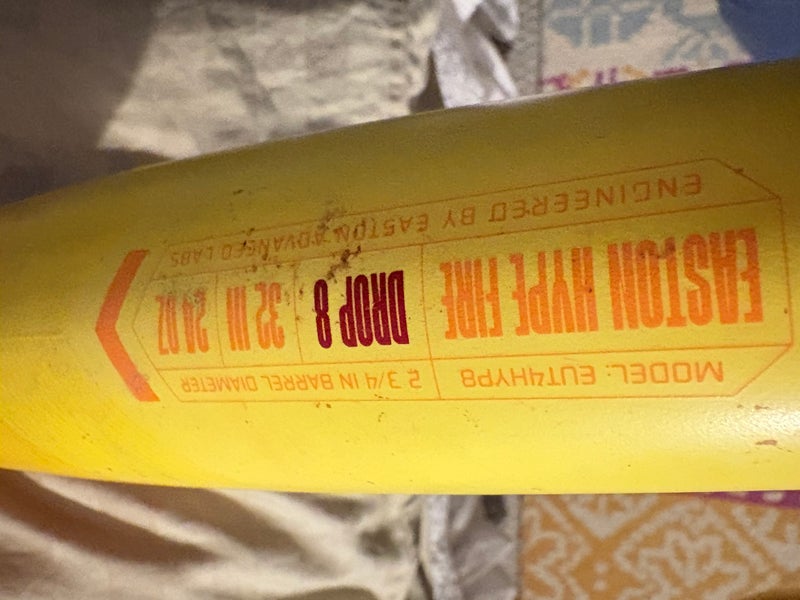 MODEL: EUT4HYP8
2 3/4 IN BARREL DIAMETER
EASTON HYPE FIRE
DROP 8
32 IN
24 OZ
ENGINEERED BY EASTON ADVANCED LABS